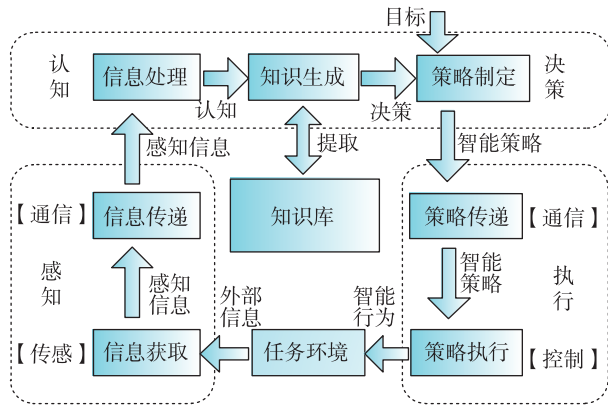 目标
认
知
信息处理
认知
知识生成
决策
策略制定
决
策
感知信息
提取
智能策略
【通信】
信息传递
知识库
策略传递
【通信】
感
知
感知
信息
智能
策略
执
行
外部
信息
智能
行为
【传感】
信息获取
任务环境
策略执行
【控制】